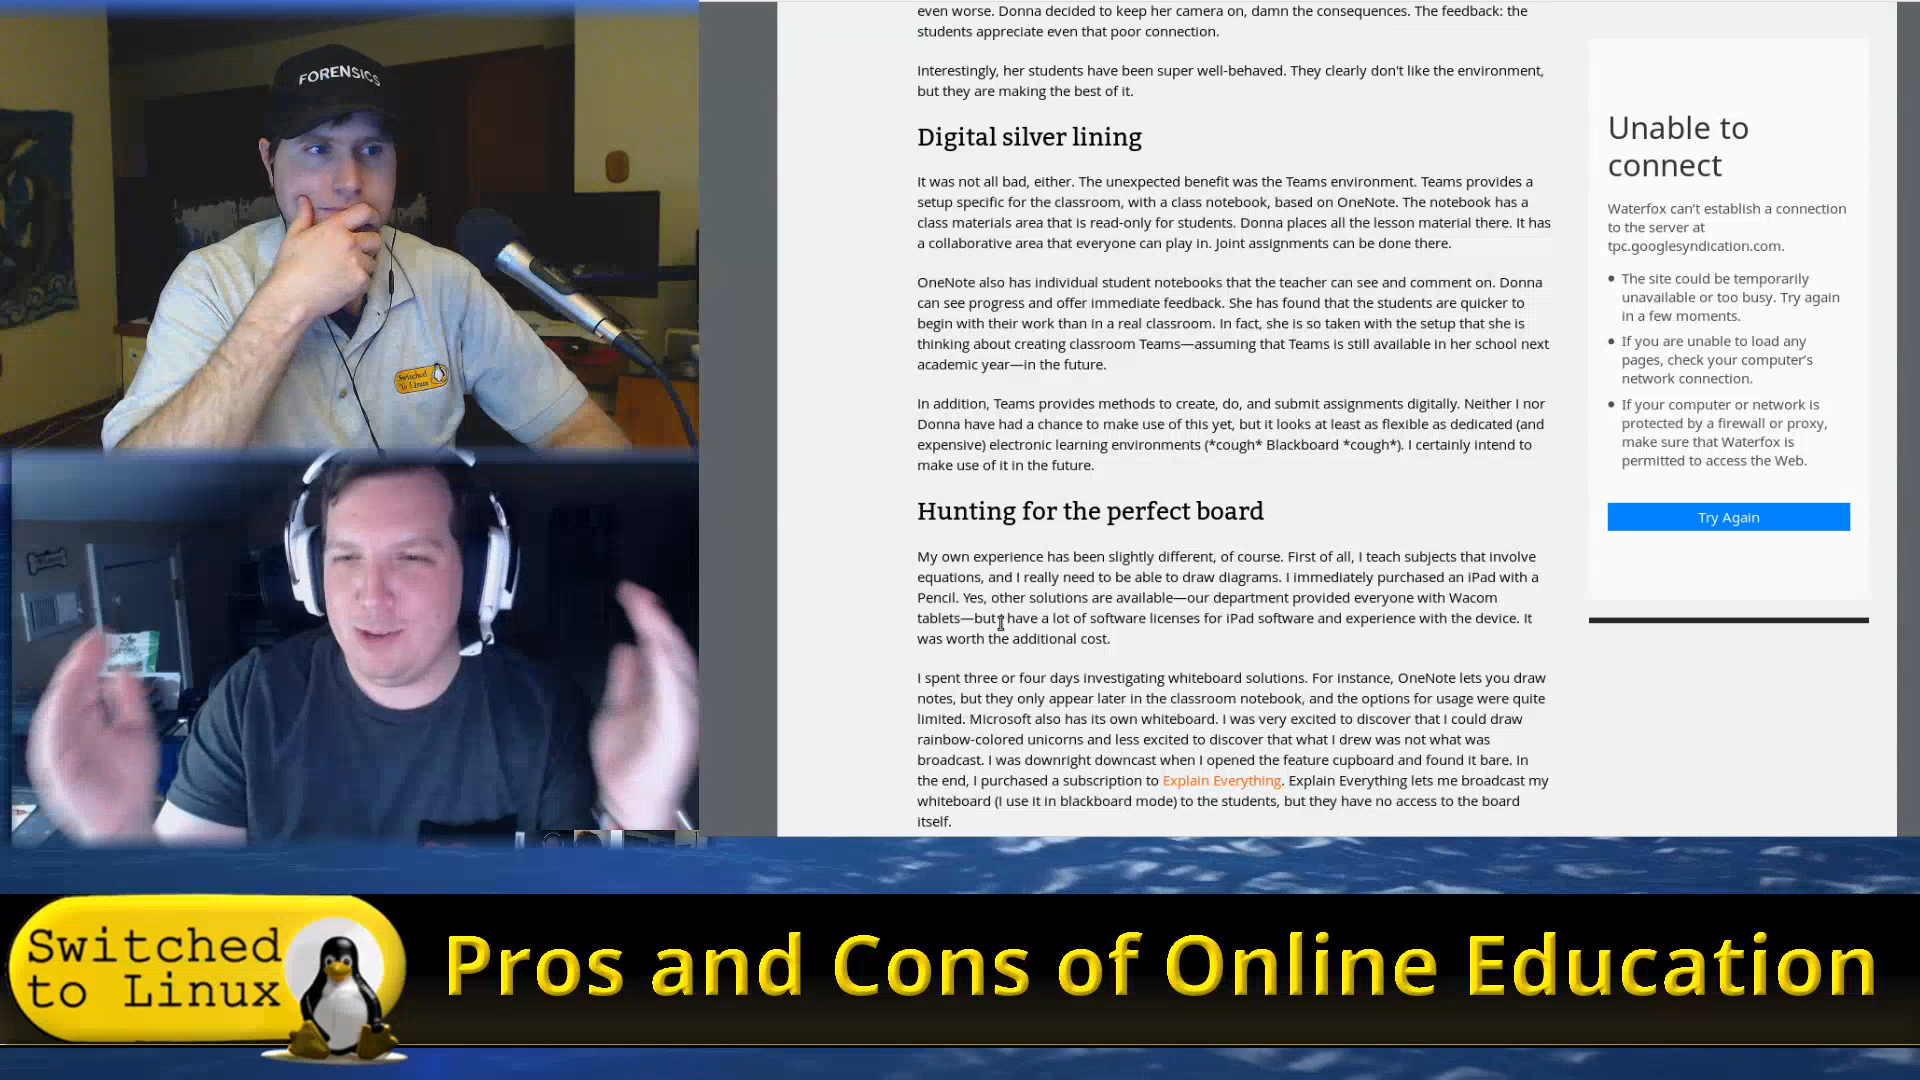 FORENSICS
Switched
To Linux
even worse. Donna decided to keep her camera on, damn the consequences. The feedback: the
students appreciate even that poor connection.
Interestingly, her students have been super well-behaved. They clearly don't like the environment,
but they are making the best of it.
Digital silver lining
It was not all bad, either. The unexpected benefit was the Teams environment. Teams provides a
setup specific for the classroom, with a class notebook, based on OneNote. The notebook has a
class materials area that is read-only for students. Donna places all the lesson material there. It has
a collaborative area that everyone can play in. Joint assignments can be done there.
OneNote also has individual student notebooks that the teacher can see and comment on. Donna
can see progress and offer immediate feedback. She has found that the students are quicker to
begin with their work than in a real classroom. In fact, she is so taken with the setup that she is
thinking about creating classroom Teams—assuming that Teams is still available in her school next
academic year—in the future.
In addition, Teams provides methods to create, do, and submit assignments digitally. Neither I nor
Donna have had a chance to make use of this yet, but it looks at least as flexible as dedicated (and
expensive) electronic learning environments (*cough* Blackboard *cough*). I certainly intend to
make use of it in the future.
Hunting for the perfect board
My own experience has been slightly different, of course. First of all, I teach subjects that involve
equations, and I really need to be able to draw diagrams. I immediately purchased an iPad with a
Pencil. Yes, other solutions are available—our department provided everyone with Wacom
tablets—but I have a lot of software licenses for iPad software and experience with the device. It
was worth the additional cost.
I spent three or four days investigating whiteboard solutions. For instance, OneNote lets you draw
notes, but they only appear later in the classroom notebook, and the options for usage were quite
limited. Microsoft also has its own whiteboard. I was very excited to discover that I could draw
rainbow-colored unicorns and less excited to discover that what I drew was not what was
broadcast. I was downright downcast when I opened the feature cupboard and found it bare. In
the end, I purchased a subscription to Explain Everything. Explain Everything lets me broadcast my
whiteboard (I use it in blackboard mode) to the students, but they have no access to the board
itself.
Unable to
connect
Waterfox can't establish a connection
to the server at
tpc.googlesyndication.com.
• The site could be temporarily
unavailable or too busy. Try again
in a few moments.
• If you are unable to load any
pages, check your computer's
network connection.
• If your computer or network is
protected by a firewall or proxy,
make sure that Waterfox is
permitted to access the Web.
Try Again
Switched
to Linux
Pros and Cons of Online Education